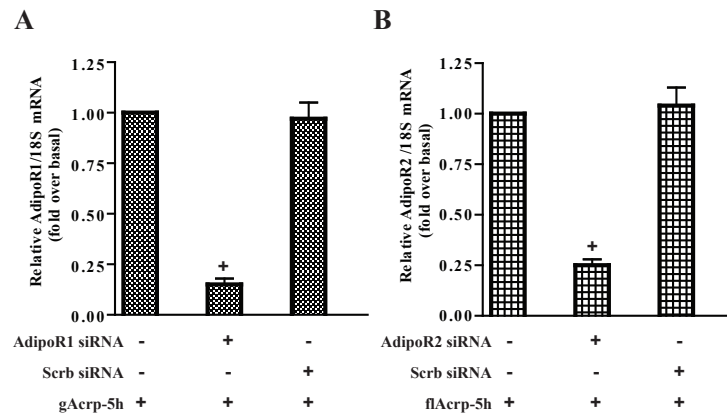 A
Relative AdipoR1/18S mRNA
(fold over basal)
1.25
1.00
0.75
0.50
0.25
0.00
+
AdipoR1 siRNA - + -
Scrb siRNA - - +
gAcrp-5h + + +
B
Relative AdipoR2/18S mRNA
(fold over basal)
1.25
1.00
0.75
0.50
0.25
0.00
+
AdipoR2 siRNA - + -
Scrb siRNA - - +
flAcrp-5h + + +